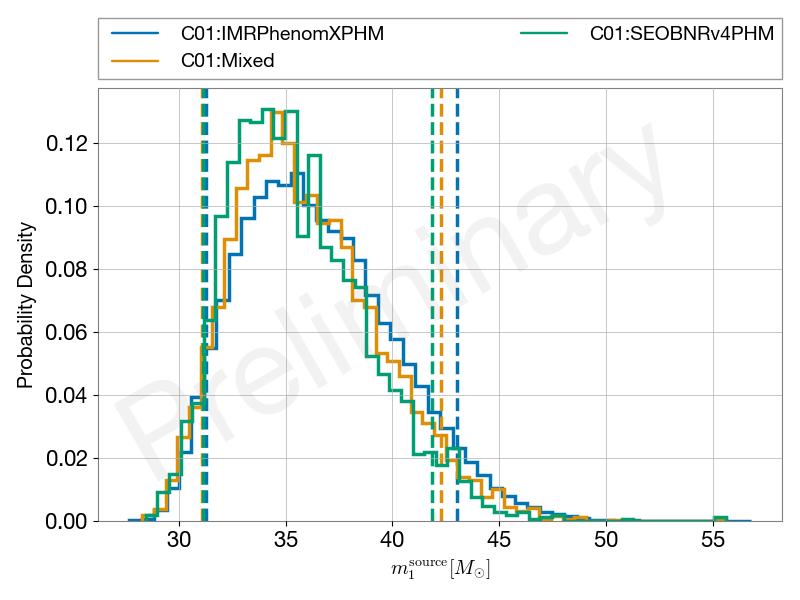 C01:IMRPhenomXPHM
C01:Mixed
C01:SEOBNRv4PHM
Preliminary
Probability Density
0.12
0.10
0.08
0.06
0.04
0.02
0.00
30 35 40 45 50 55
m₁^source [M⊙]